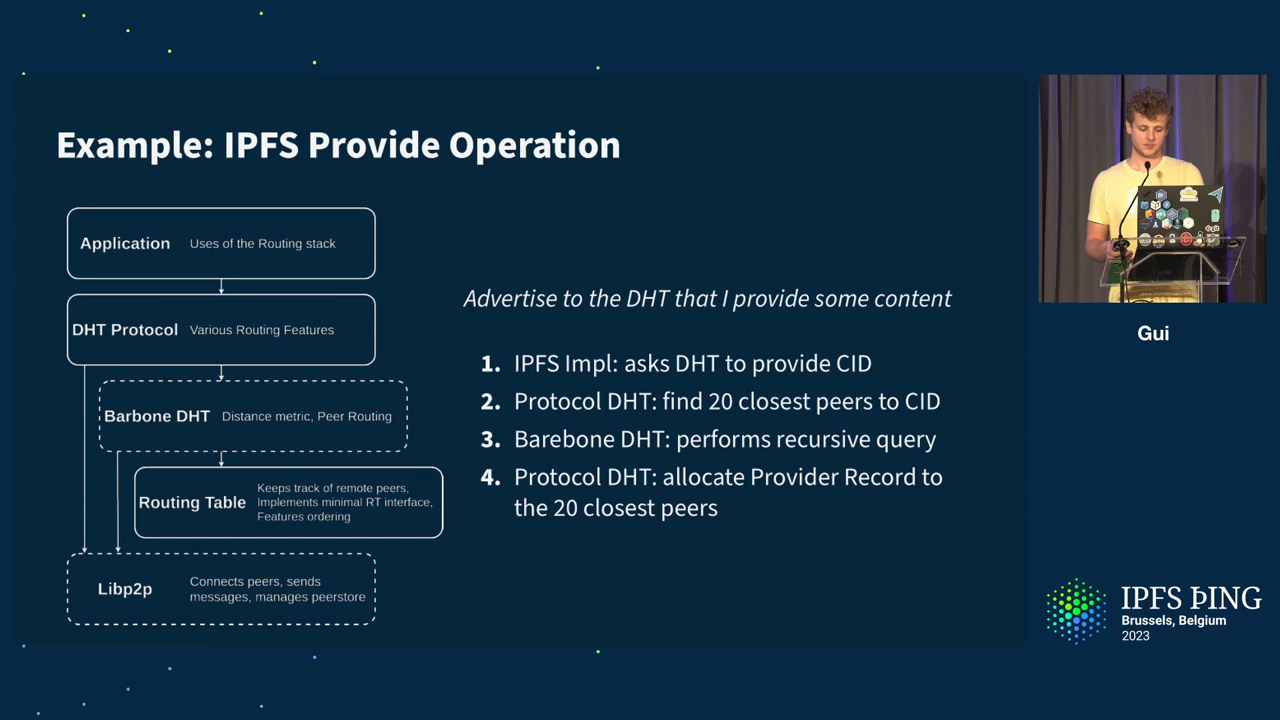 Example: IPFS Provide Operation
Application Uses of the Routing stack
DHT Protocol Various Routing Features
Barbone DHT Distance metric, Peer Routing
Routing Table Keeps track of remote peers,
Implements minimal RT interface,
Features ordering
Libp2p Connects peers, sends
messages, manages peerstore
Advertise to the DHT that I provide some content
1. IPFS Impl: asks DHT to provide CID
2. Protocol DHT: find 20 closest peers to CID
3. Barebone DHT: performs recursive query
4. Protocol DHT: allocate Provider Record to
the 20 closest peers
Gui
IPFS ÞING
Brussels, Belgium
2023